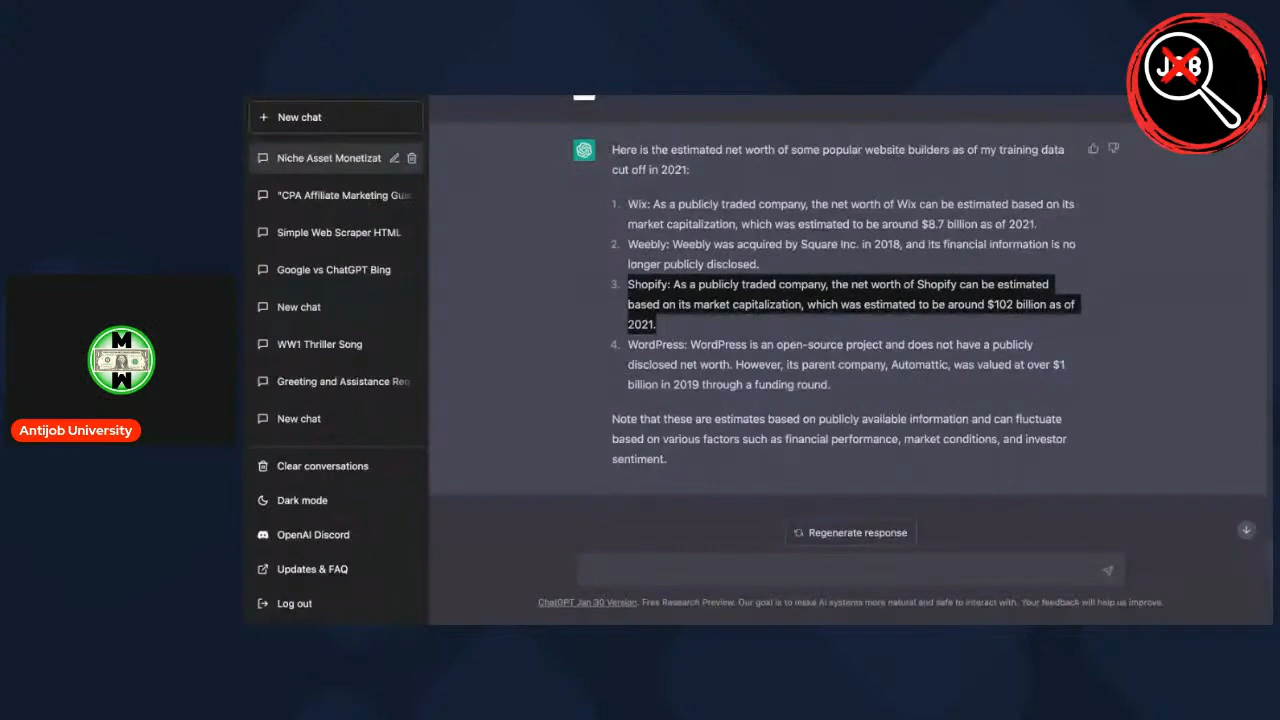 JOB
New chat
Niche Asset Monetizat
"CPA Affiliate Marketing Gui
Simple Web Scraper HTML
Google vs ChatGPT Bing
New chat
WW1 Thriller Song
Greeting and Assistance Re
New chat
Clear conversations
Dark mode
OpenAI Discord
Updates & FAQ
Log out
M
M
Antijob University
Here is the estimated net worth of some popular website builders as of my training data
cut off in 2021:
1. Wix: As a publicly traded company, the net worth of Wix can be estimated based on its
market capitalization, which was estimated to be around $8.7 billion as of 2021.
2. Weebly: Weebly was acquired by Square Inc. in 2018, and its financial information is no
longer publicly disclosed.
3. Shopify: As a publicly traded company, the net worth of Shopify can be estimated
based on its market capitalization, which was estimated to be around $102 billion as of
2021.
4. WordPress: WordPress is an open-source project and does not have a publicly
disclosed net worth. However, its parent company, Automattic, was valued at over $1
billion in 2019 through a funding round.
Note that these are estimates based on publicly available information and can fluctuate
based on various factors such as financial performance, market conditions, and investor
sentiment.
Regenerate response
ChatGPT Jan 30 Version. Free Research Preview. Our goal is to make AI systems more natural and safe to interact with. Your feedback will help us improve.